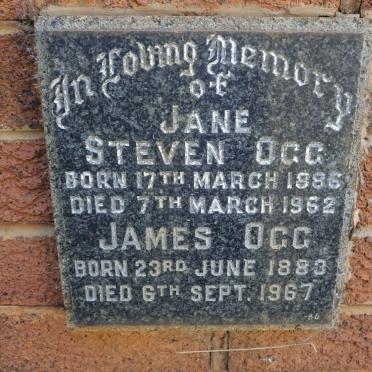 In Loving Memory
of
JANE
STEVEN OGG
BORN 17TH MARCH 1886
DIED 7TH MARCH 1962
JAMES OGG
BORN 23RD JUNE 1883
DIED 6TH SEPT. 1967